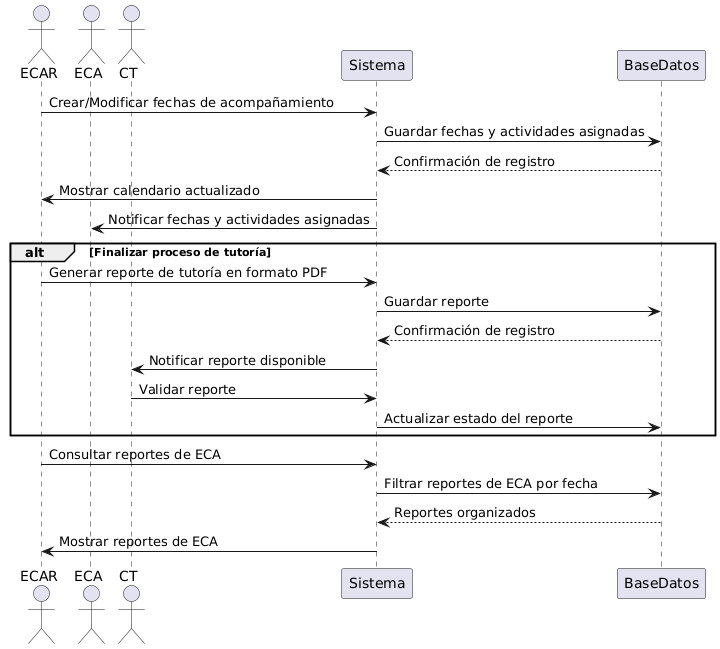 ECAR ECA CT Sistema BaseDatos
Crear/Modificar fechas de acompañamiento
Guardar fechas y actividades asignadas
Confirmación de registro
Mostrar calendario actualizado
Notificar fechas y actividades asignadas
alt [Finalizar proceso de tutoría]
Generar reporte de tutoría en formato PDF
Guardar reporte
Confirmación de registro
Notificar reporte disponible
Validar reporte
Actualizar estado del reporte
Consultar reportes de ECA
Filtrar reportes de ECA por fecha
Reportes organizados
Mostrar reportes de ECA
ECAR ECA CT Sistema BaseDatos